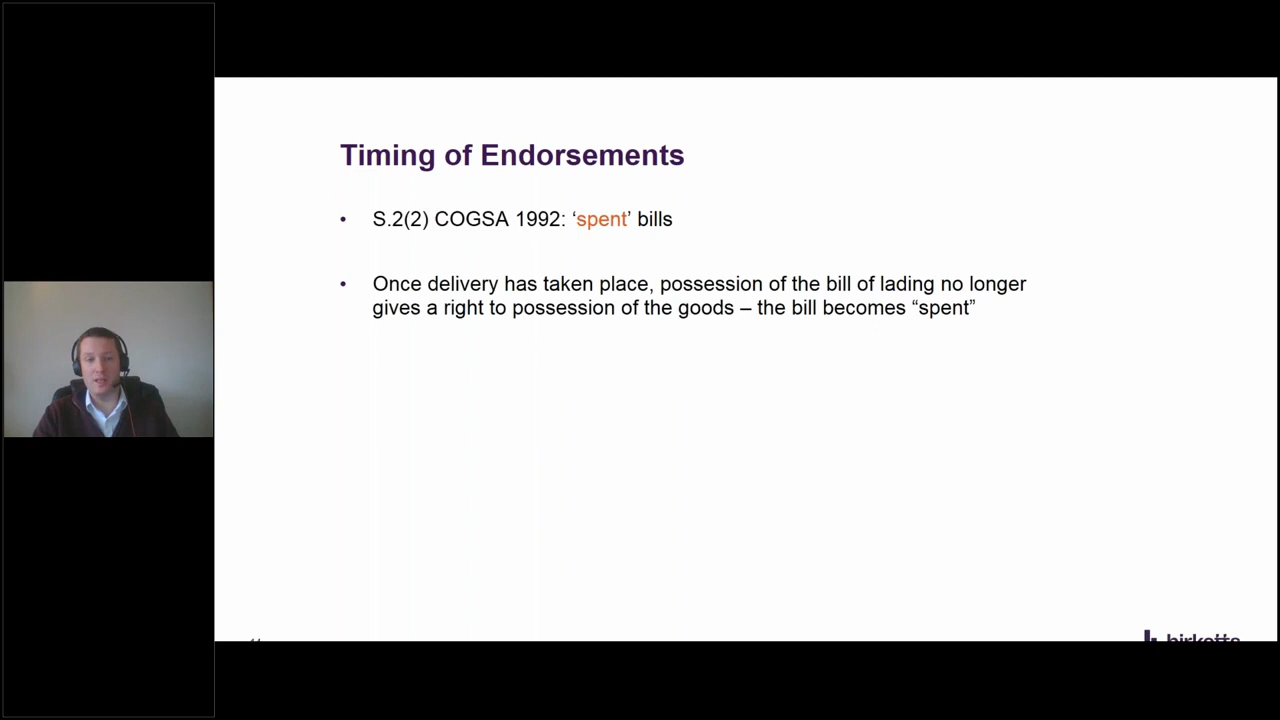 Timing of Endorsements
• S.2(2) COGSA 1992: ‘spent’ bills
• Once delivery has taken place, possession of the bill of lading no longer
gives a right to possession of the goods – the bill becomes “spent”
birketts